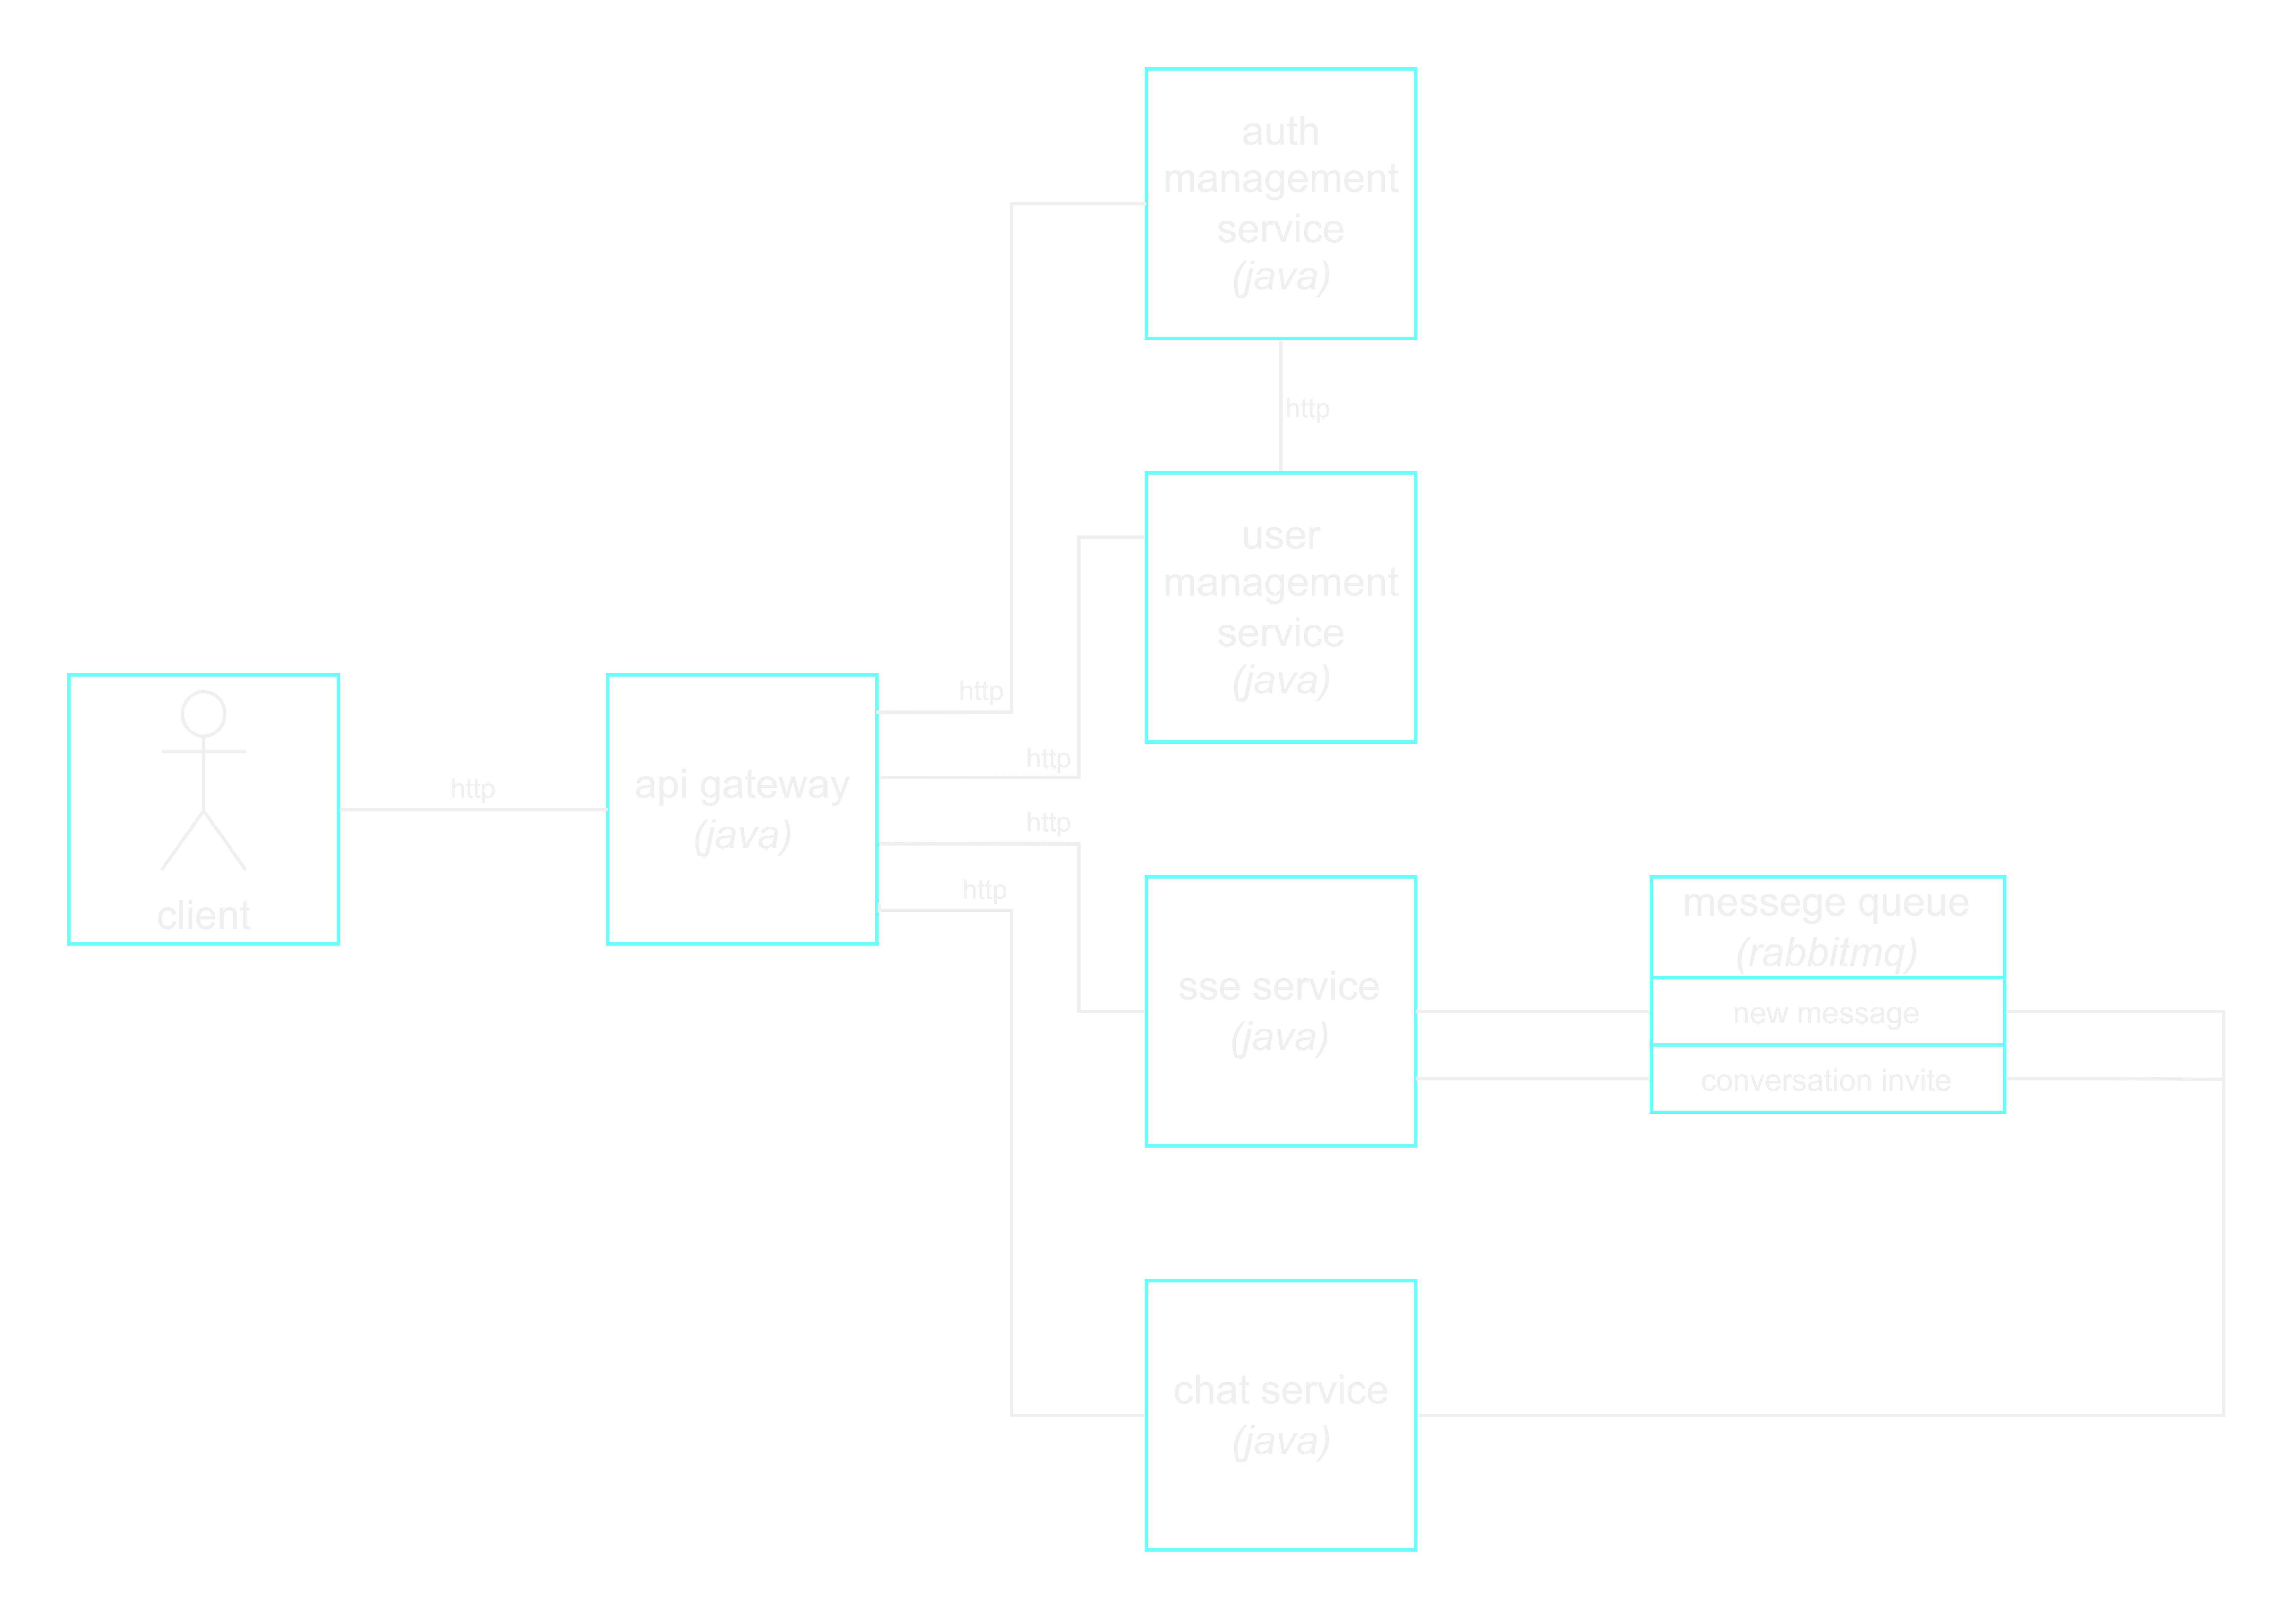 auth
management
service
(java)
http
user
management
service
(java)
http
http
http
http
http
client
api gateway
(java)
sse service
(java)
messege queue
(rabbitmq)
new message
conversation invite
chat service
(java)